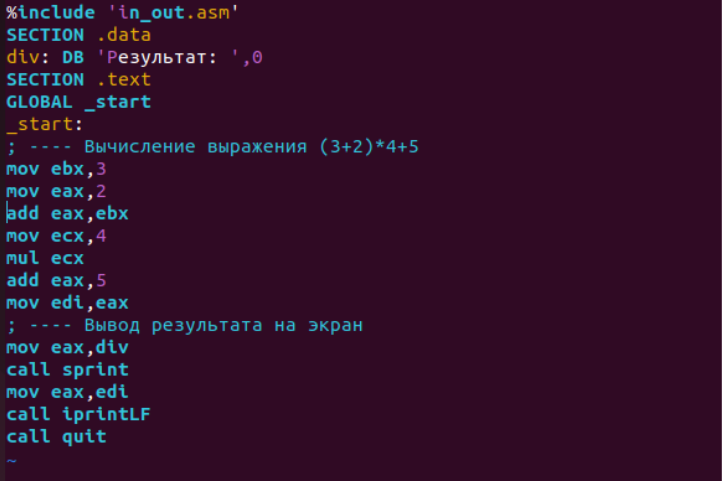 %include 'in_out.asm'
SECTION .data
div: DB 'Результат: ',0
SECTION .text
GLOBAL _start
_start:
; ---- Вычисление выражения (3+2)*4+5
mov ebx,3
mov eax,2
add eax,ebx
mov ecx,4
mul ecx
add eax,5
mov edi,eax
; ---- Вывод результата на экран
mov eax,div
call sprint
mov eax,edi
call iprintLF
call quit
~